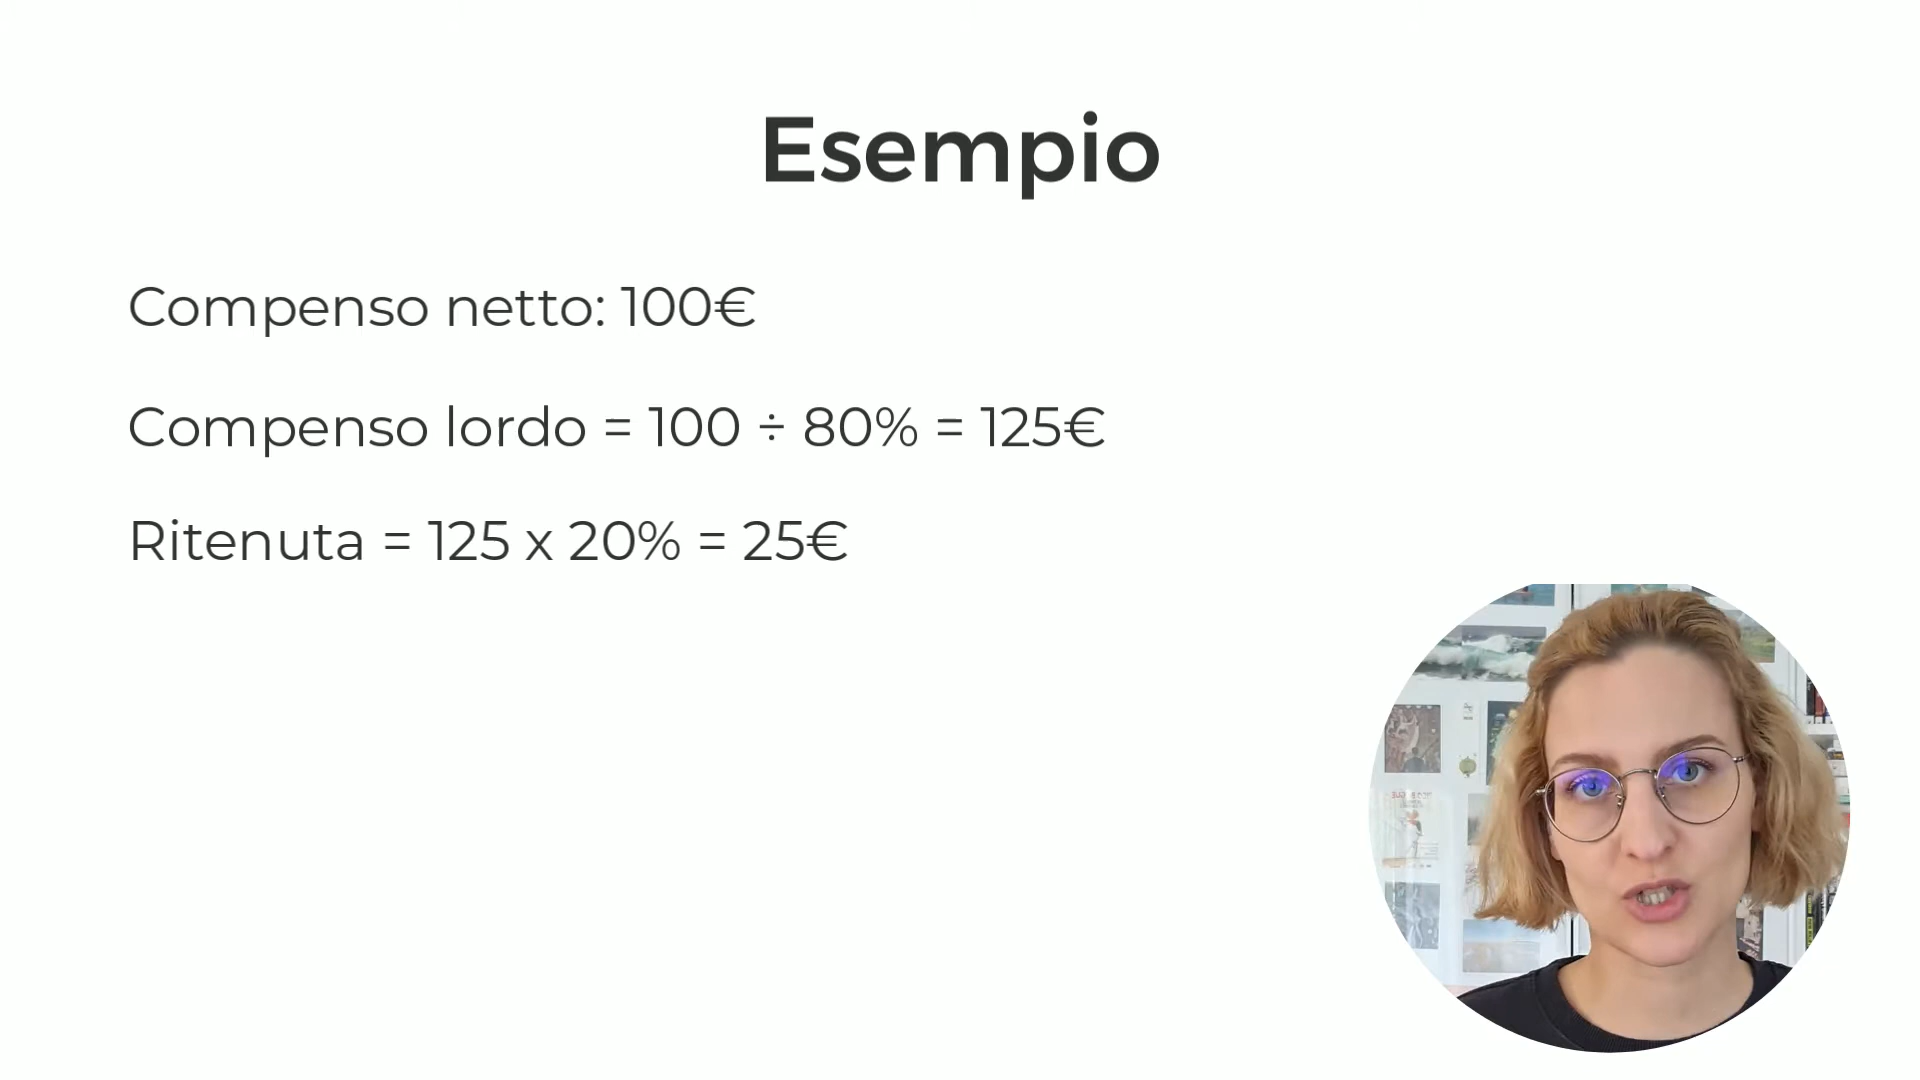 Esempio
Compenso netto: 100€
Compenso lordo = 100 ÷ 80% = 125€
Ritenuta = 125 x 20% = 25€